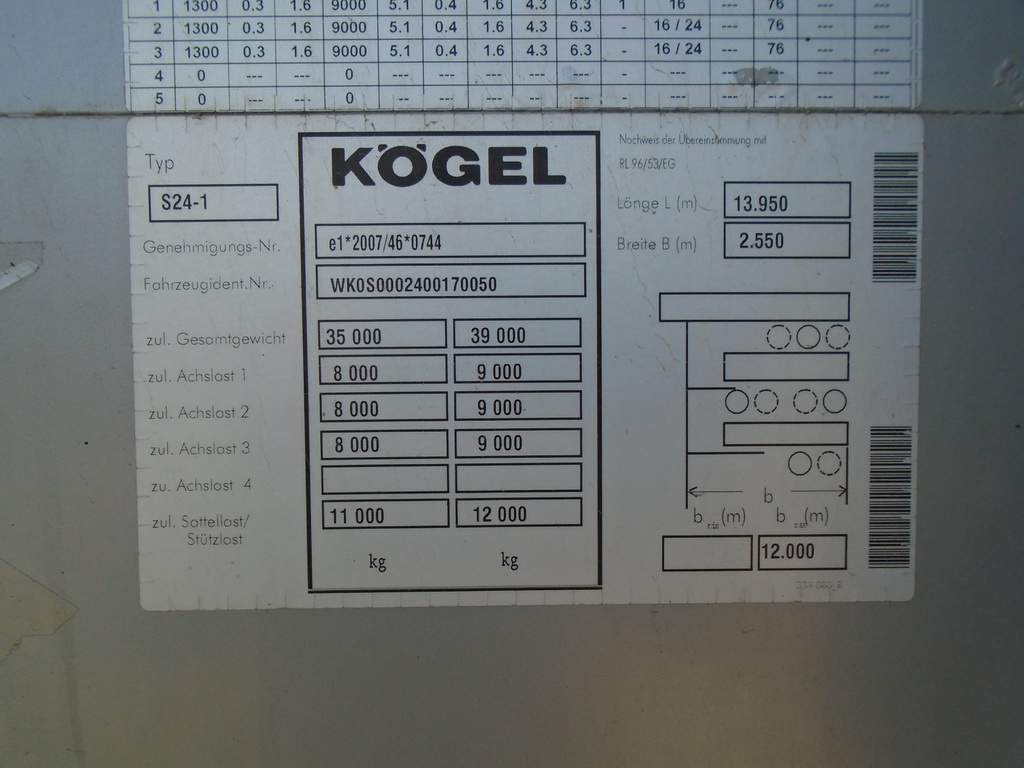 1 1300 0.3 1.6 9000 5.1 0.4 1.6 4.3 6.3 1 16 --- 76 --- ---
2 1300 0.3 1.6 9000 5.1 0.4 1.6 4.3 6.3 - 16 / 24 --- 76 --- ---
3 1300 0.3 1.6 9000 5.1 0.4 1.6 4.3 6.3 - 16 / 24 --- 76 --- ---
4 0 --- --- 0 --- --- --- --- --- - --- --- --- --- ---
5 0 --- --- 0 -- --- --- --- --- - --- --- --- --- ---
KÖGEL
Typ
S24-1
Genehmigungs-Nr. e1*2007/46*0744
Fahrzeugident.Nr. WK0S0002400170050
zul. Gesamtgewicht 35 000 39 000
zul. Achslast 1 8 000 9 000
zul. Achslast 2 8 000 9 000
zul. Achslast 3 8 000 9 000
zu. Achslast 4
zul. Sattellast/
Stützlast 11 000 12 000
kg kg
Nachweis der Übereinstimmung mit
RL 96/53/EG
Länge L (m) 13.950
Breite B (m) 2.550
b
b min (m) b max (m)
12.000